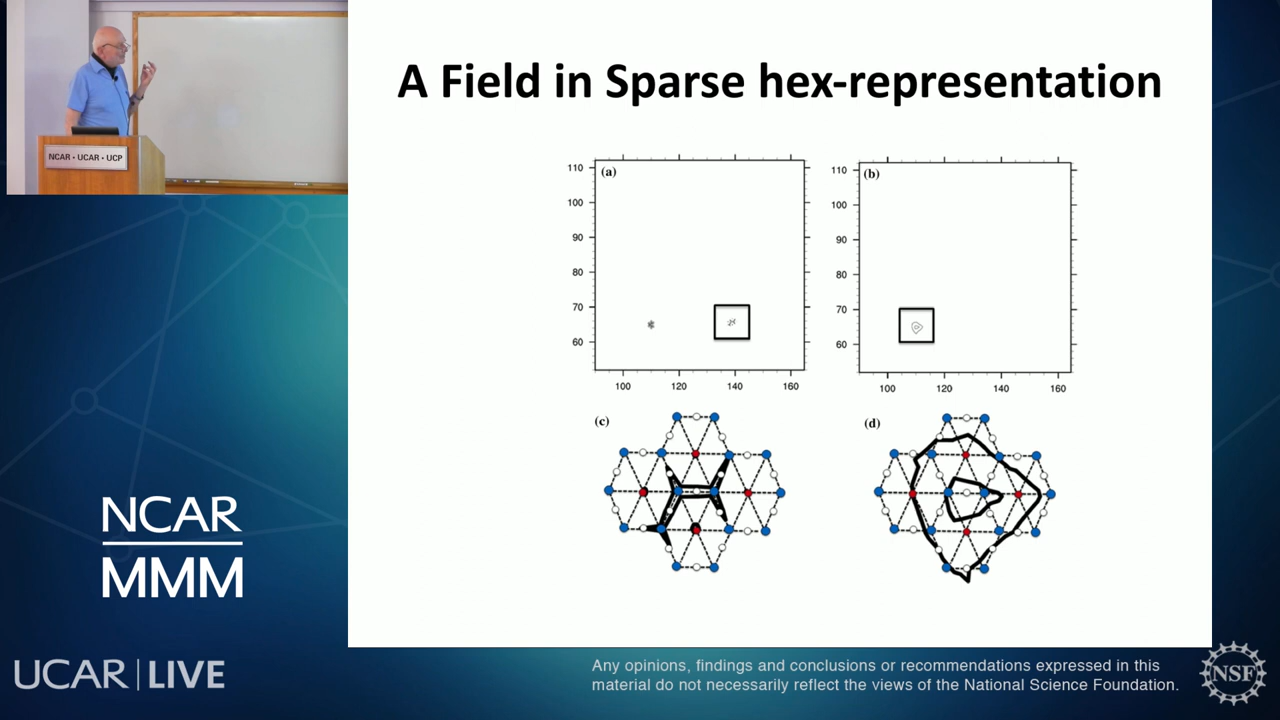 A Field in Sparse hex-representation
NCAR • UCAR • UCP
(a)
110
100
90
80
70
60
100 120 140 160
(b)
110
100
90
80
70
60
100 120 140 160
(c)
(d)
NCAR
MMM
UCAR | LIVE
Any opinions, findings and conclusions or recommendations expressed in this
material do not necessarily reflect the views of the National Science Foundation.
NSF